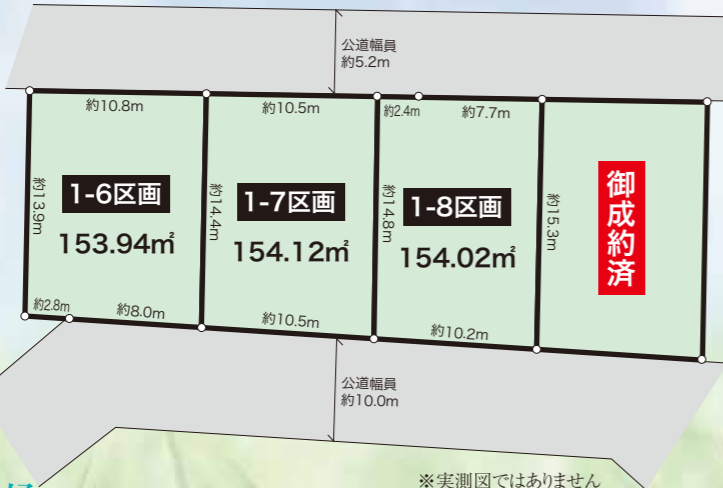 公道幅員
約5.2m
約10.8m
約10.5m
約2.4m
約7.7m
約13.9m
1-6区画
153.94㎡
約14.4m
1-7区画
154.12㎡
約14.8m
1-8区画
154.02㎡
約15.3m
御成約済
約2.8m
約8.0m
約10.5m
約10.2m
公道幅員
約10.0m
※実測図ではありません